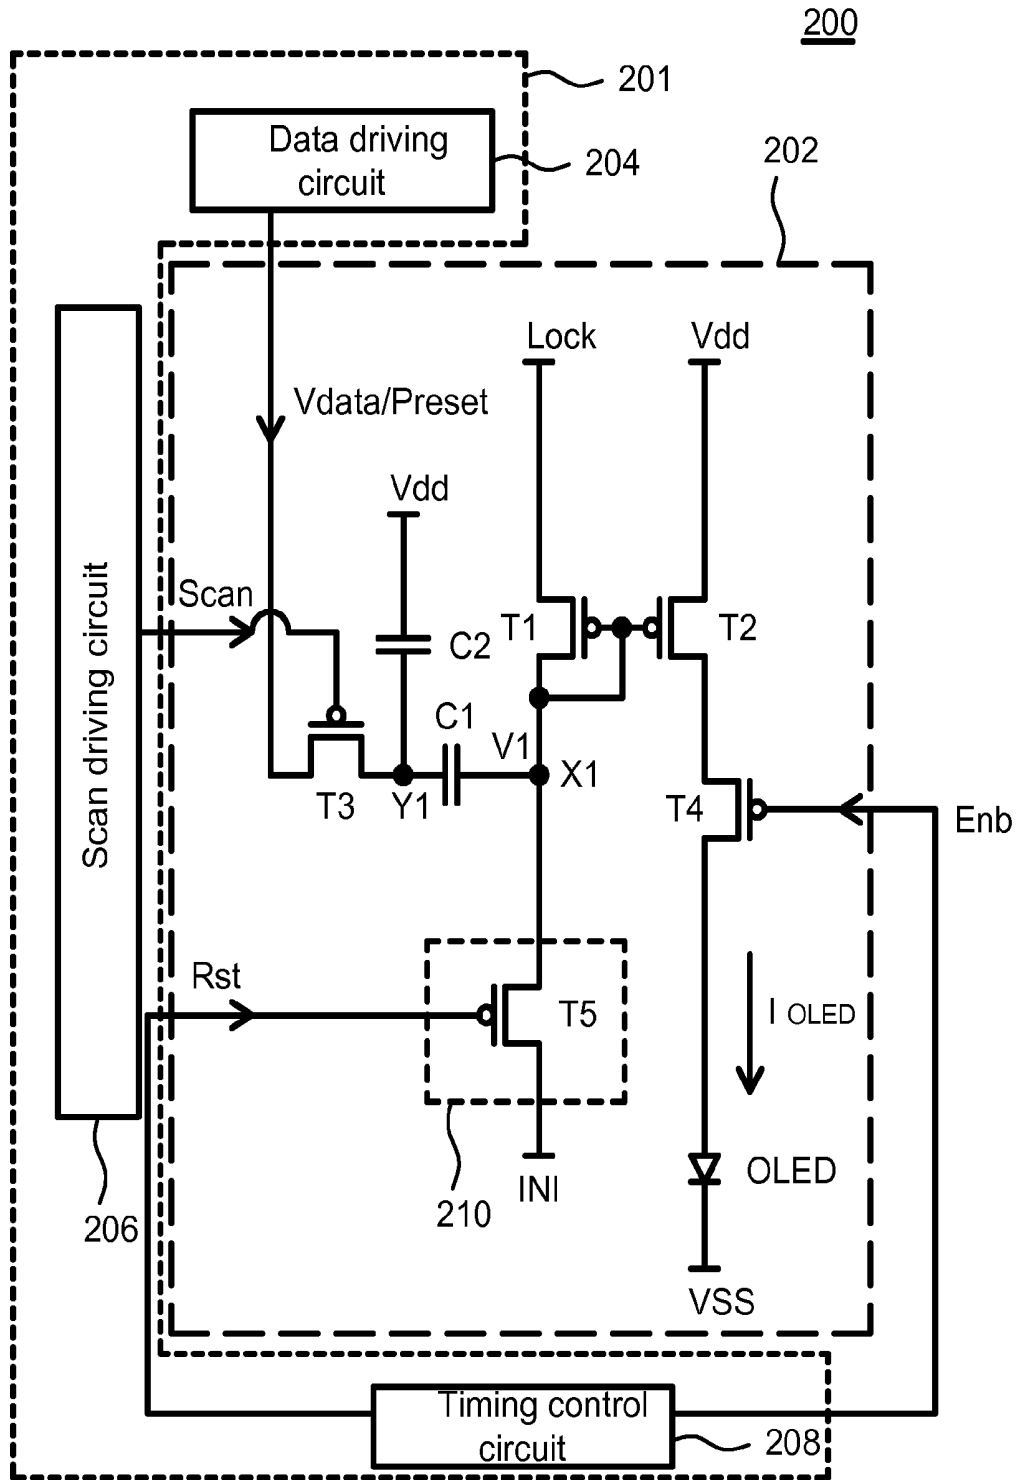 200
201
Data driving
circuit
204
202
Lock
Vdd
Vdata/Preset
Vdd
Scan
T1
T2
C2
C1
V1
X1
T3
Y1
T4
Enb
Scan driving circuit
Rst
T5
I OLED
INI
OLED
210
206
VSS
Timing control
circuit
208